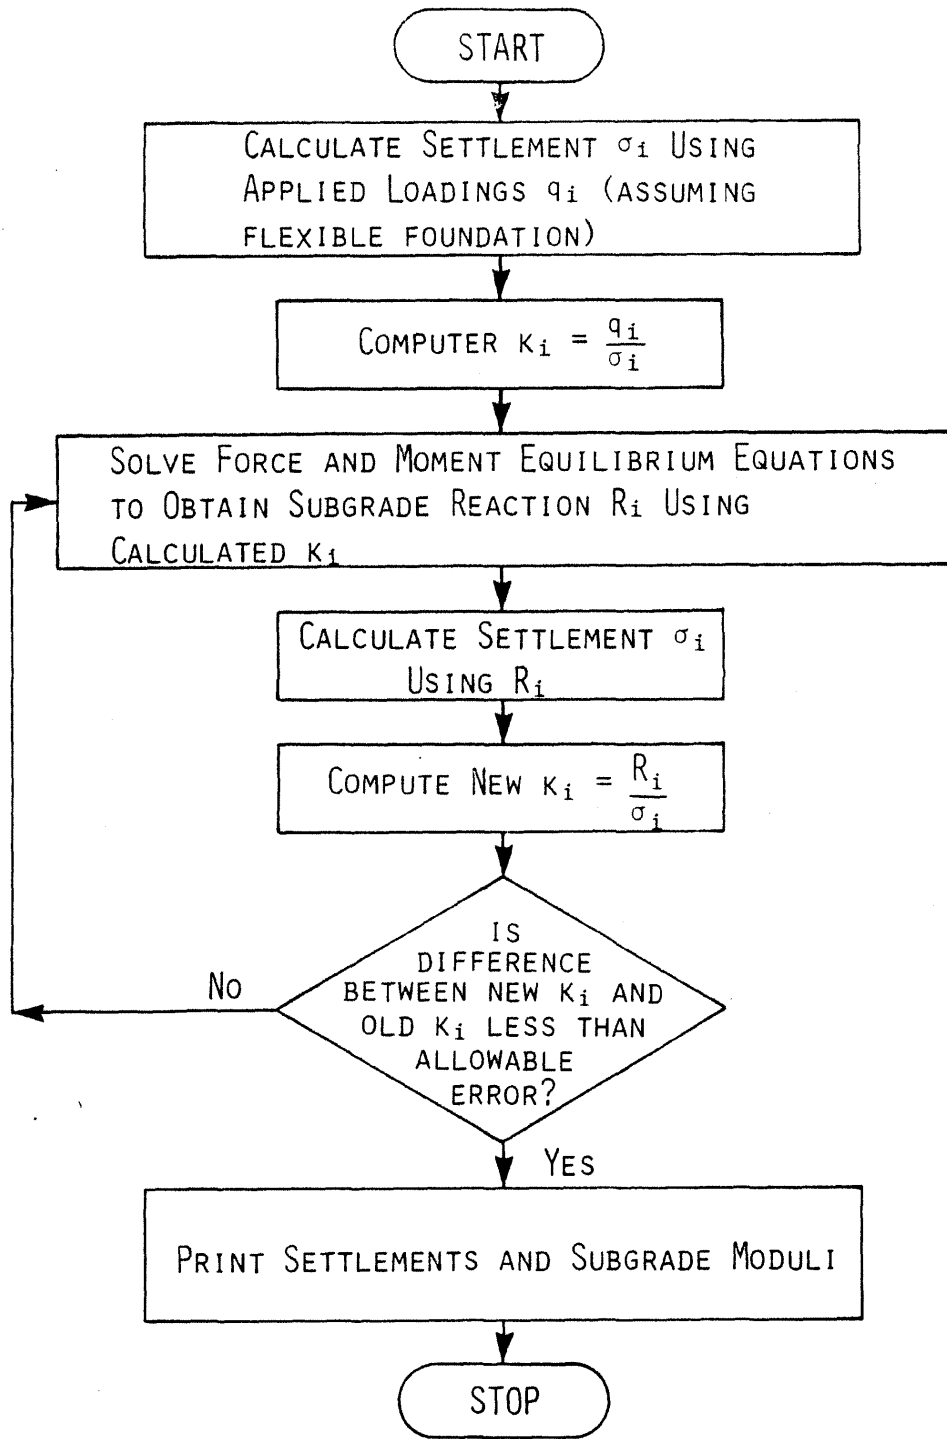 START
CALCULATE SETTLEMENT σi USING
APPLIED LOADINGS qi (ASSUMING
FLEXIBLE FOUNDATION)
COMPUTER Ki = qi/σi
SOLVE FORCE AND MOMENT EQUILIBRIUM EQUATIONS
TO OBTAIN SUBGRADE REACTION Ri USING
CALCULATED Ki
CALCULATE SETTLEMENT σi
USING Ri
COMPUTE NEW Ki = Ri/σi
IS
DIFFERENCE
BETWEEN NEW Ki AND
OLD Ki LESS THAN
ALLOWABLE
ERROR?
NO
YES
PRINT SETTLEMENTS AND SUBGRADE MODULI
STOP